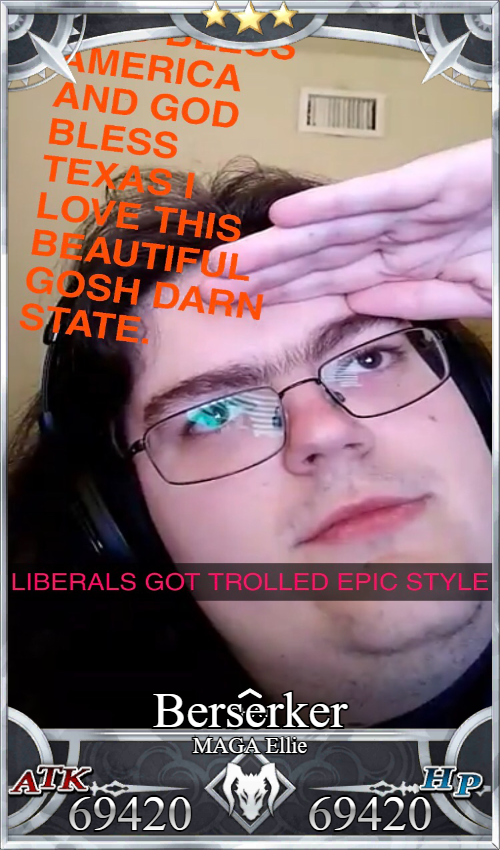 BLESS
AMERICA
AND GOD
BLESS
TEXAS I
LOVE THIS
BEAUTIFUL
GOSH DARN
STATE.
LIBERALS GOT TROLLED EPIC STYLE
Berserker
MAGA Ellie
ATK
HP
69420
69420